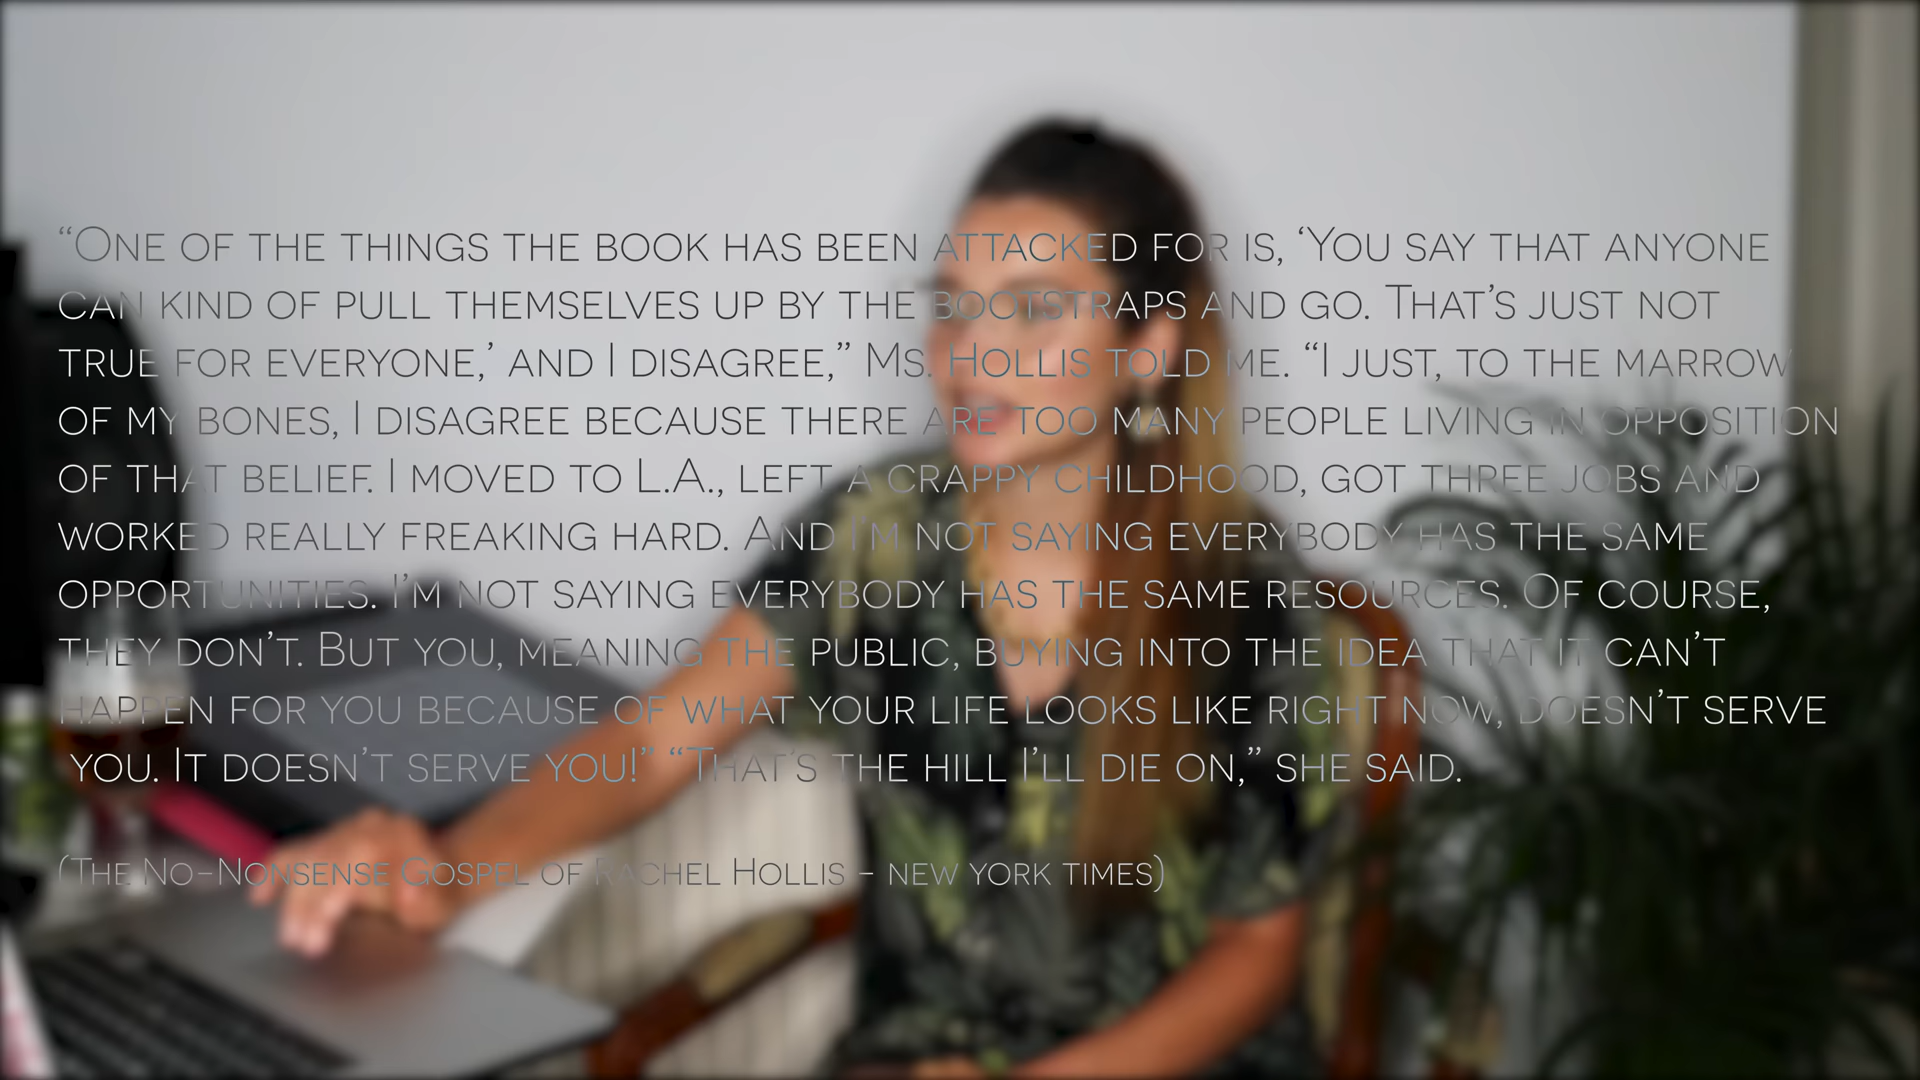 “One of the things the book has been attacked for is, ‘You say that anyone
can kind of pull themselves up by the bootstraps and go. That’s just not
true for everyone,’ and I disagree,” Ms. Hollis told me. “I just, to the marrow
of my bones, I disagree because there are too many people living in opposition
of that belief. I moved to L.A., left a crappy childhood, got three jobs and
worked really freaking hard. And I’m not saying everybody has the same
opportunities. I’m not saying everybody has the same resources. Of course,
they don’t. But you, meaning the public, buying into the idea that it can’t
happen for you because of what your life looks like right now, doesn’t serve
you. It doesn’t serve you!” “That’s the hill I’ll die on,” she said.
(The No-Nonsense Gospel of Rachel Hollis - new york times)